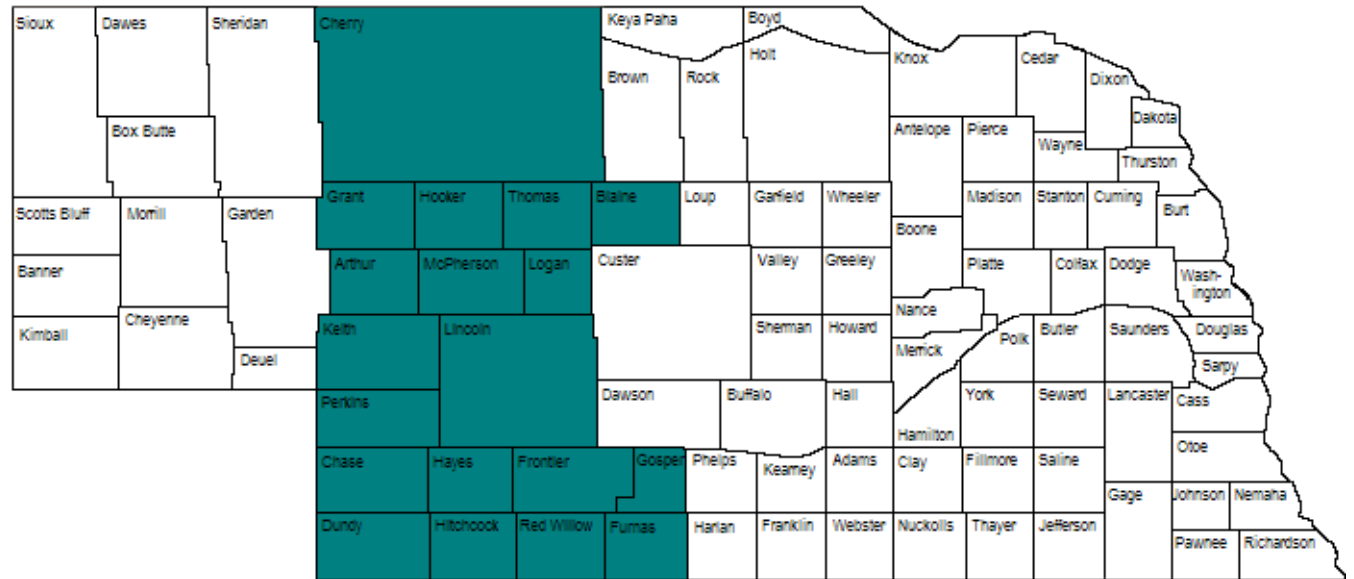 Sioux
Dawes
Sheridan
Cherry
Keya Paha
Boyd
Holt
Knox
Cedar
Dixon
Brown
Rock
Dakota
Box Butte
Antelope
Pierce
Wayne
Thurston
Scotts Bluff
Morrill
Garden
Grant
Hooker
Thomas
Blaine
Loup
Garfield
Wheeler
Madison
Stanton
Cuming
Burt
Boone
Banner
Arthur
McPherson
Logan
Custer
Valley
Greeley
Platte
Colfax
Dodge
Wash-
ington
Kimball
Cheyenne
Nance
Keith
Lincoln
Sherman
Howard
Merrick
Polk
Butler
Saunders
Douglas
Deuel
Sarpy
Perkins
Dawson
Buffalo
Hall
Hamilton
York
Seward
Lancaster
Cass
Otoe
Chase
Hayes
Frontier
Gosper
Phelps
Kearney
Adams
Clay
Fillmore
Saline
Gage
Johnson
Nemaha
Dundy
Hitchcock
Red Willow
Furnas
Harlan
Franklin
Webster
Nuckolls
Thayer
Jefferson
Pawnee
Richardson